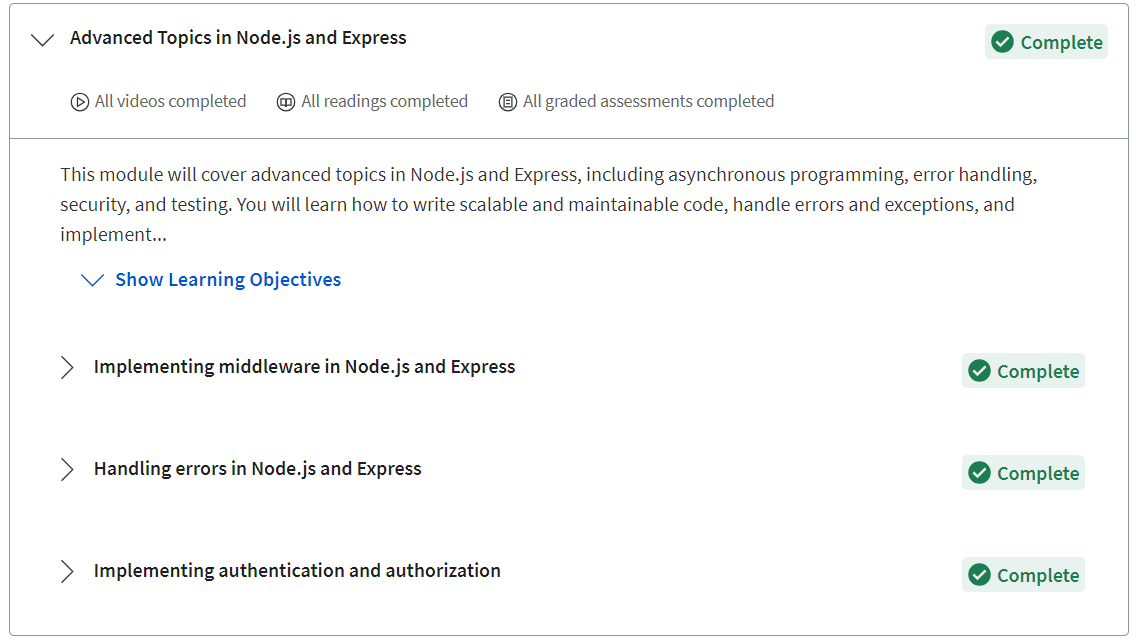 Advanced Topics in Node.js and Express
Complete
All videos completed
All readings completed
All graded assessments completed
This module will cover advanced topics in Node.js and Express, including asynchronous programming, error handling,
security, and testing. You will learn how to write scalable and maintainable code, handle errors and exceptions, and
implement...
Show Learning Objectives
Implementing middleware in Node.js and Express
Complete
Handling errors in Node.js and Express
Complete
Implementing authentication and authorization
Complete